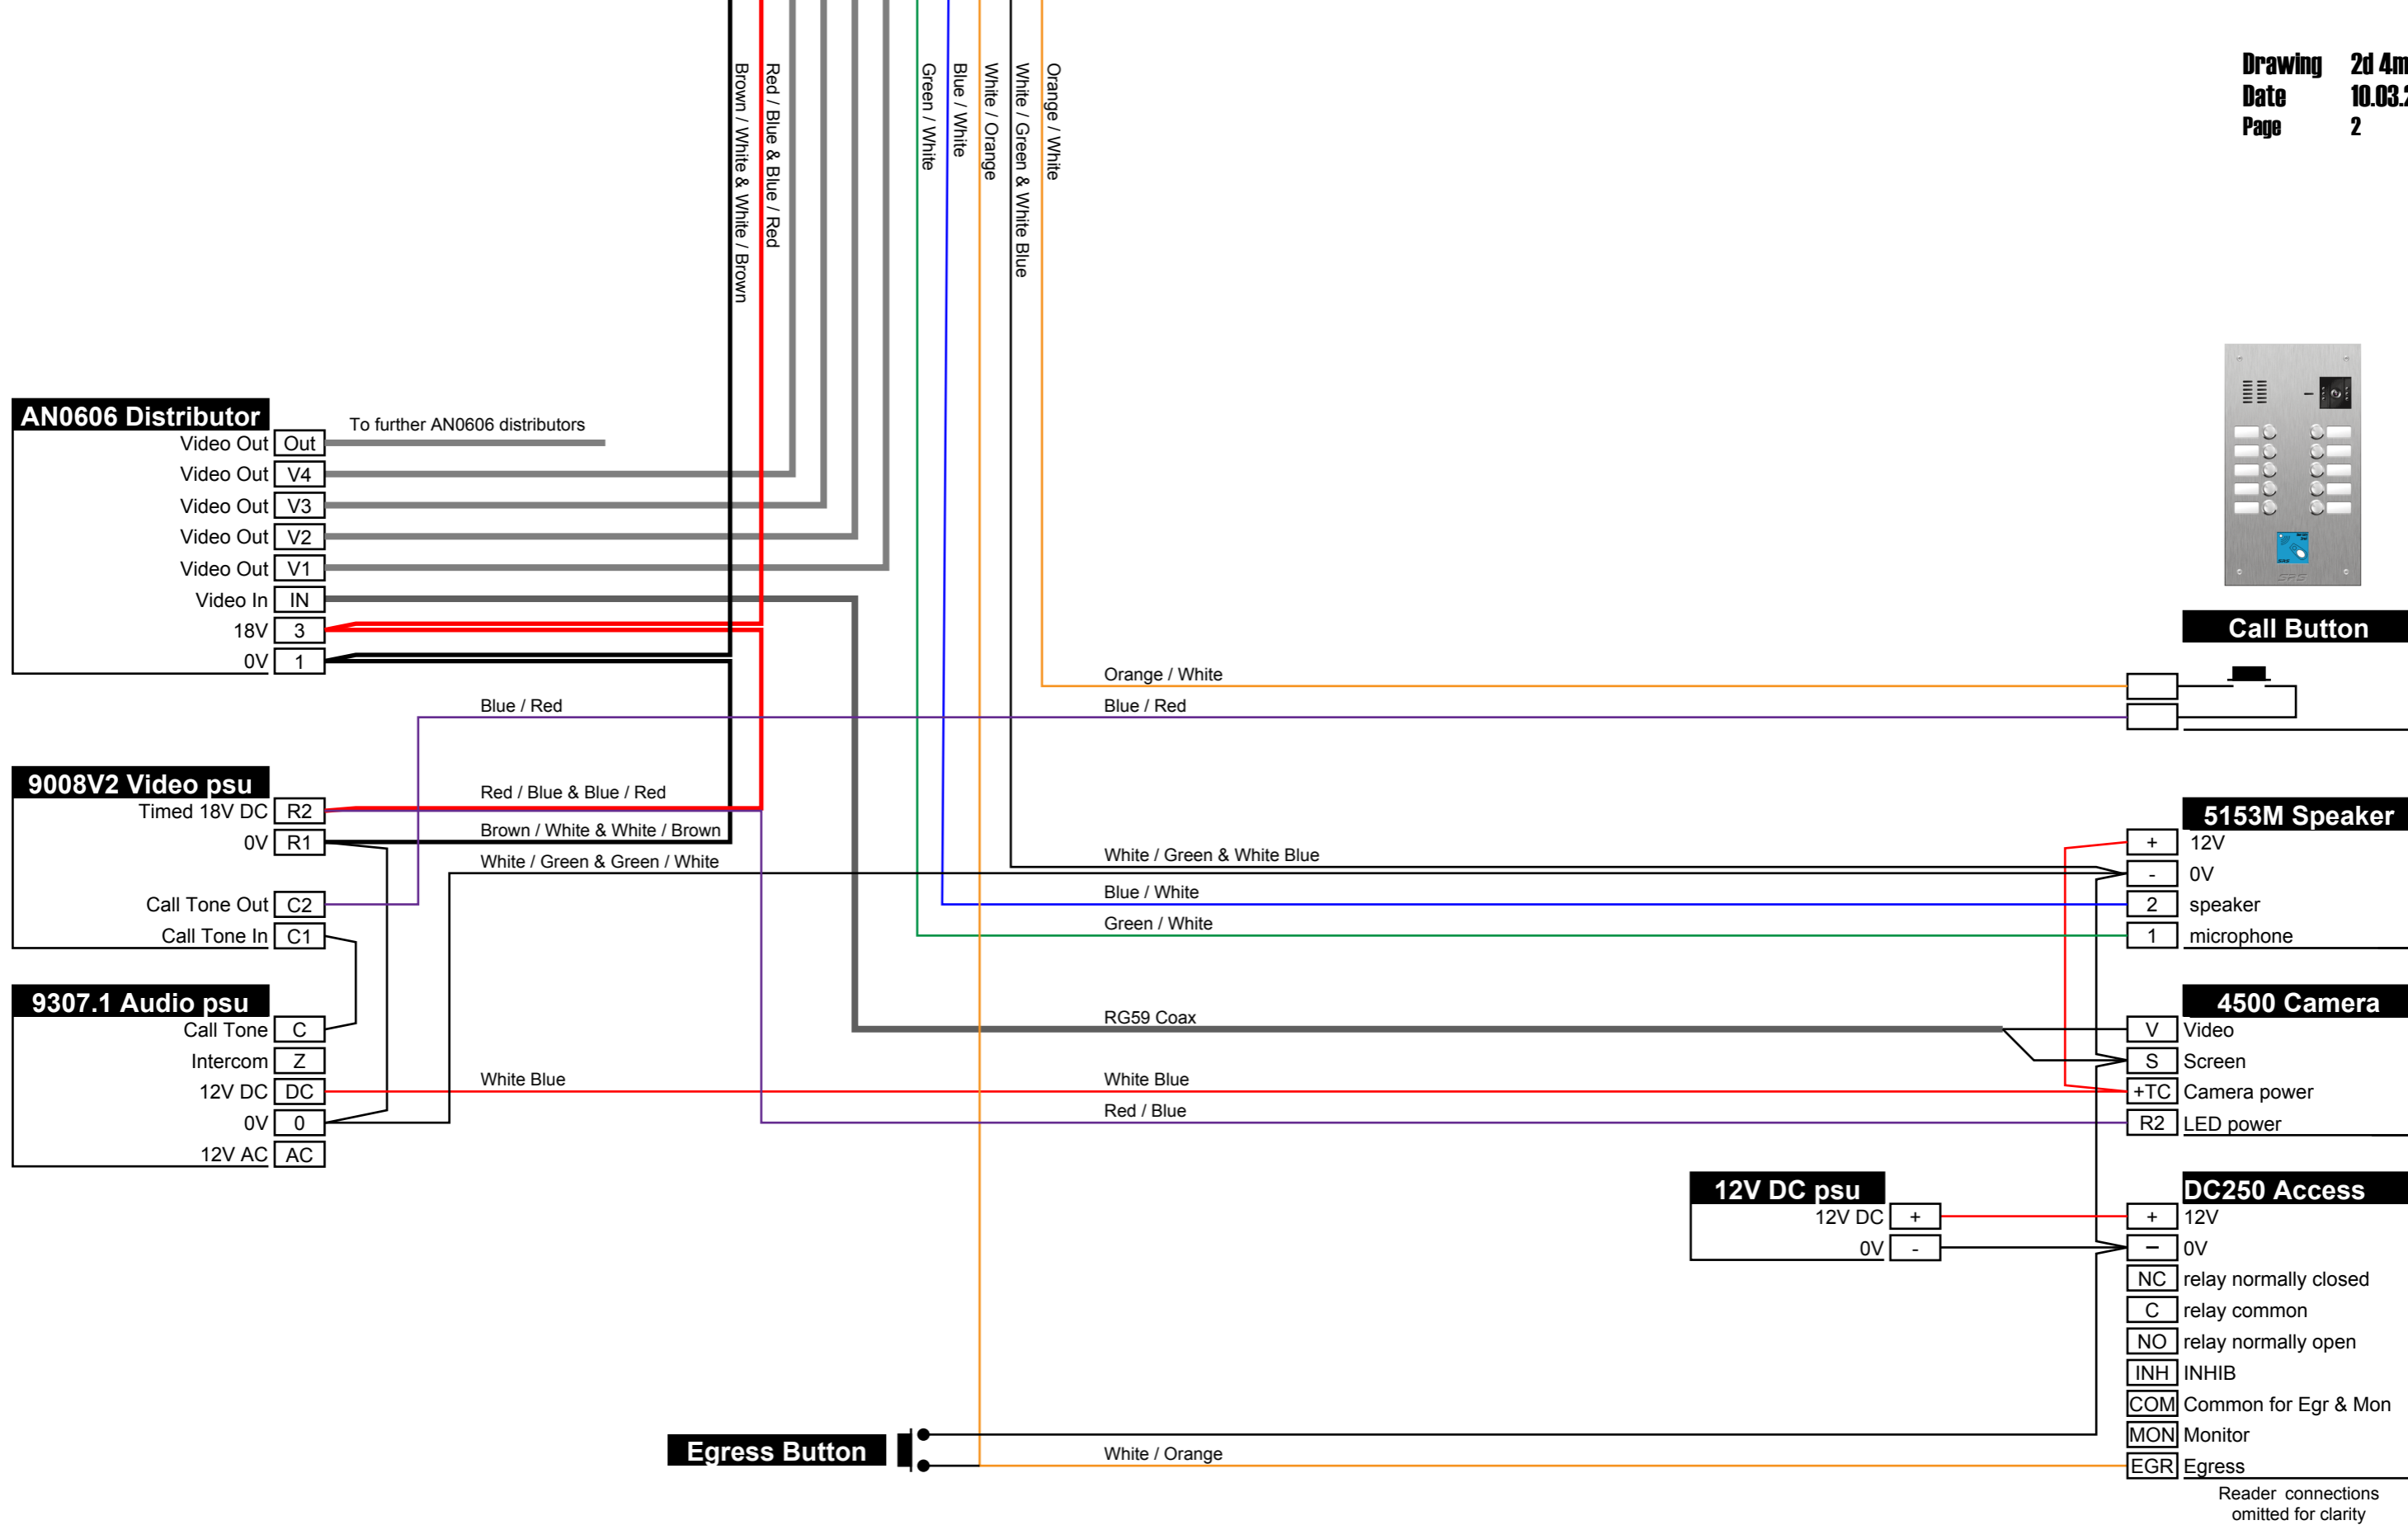 Drawing 2d 4m
Date 10.03.2
Page 2
Brown / White & White / Brown
Red / Blue & Blue / Red
Green / White
Blue / White
White / Orange
White / Green & White Blue
Orange / White
AN0606 Distributor
To further AN0606 distributors
Video Out Out
Video Out V4
Video Out V3
Video Out V2
Video Out V1
Video In IN
18V 3
0V 1
SRS
Call Button
Orange / White
Blue / Red
Blue / Red
9008V2 Video psu
Timed 18V DC R2
0V R1
Call Tone Out C2
Call Tone In C1
Red / Blue & Blue / Red
Brown / White & White / Brown
White / Green & Green / White
White / Green & White Blue
Blue / White
Green / White
5153M Speaker
+ 12V
- 0V
2 speaker
1 microphone
9307.1 Audio psu
Call Tone C
Intercom Z
12V DC DC
0V 0
12V AC AC
White Blue
RG59 Coax
White Blue
Red / Blue
4500 Camera
V Video
S Screen
+TC Camera power
R2 LED power
12V DC psu
12V DC +
0V -
DC250 Access
+ 12V
– 0V
NC relay normally closed
C relay common
NO relay normally open
INH INHIB
COM Common for Egr & Mon
MON Monitor
EGR Egress
Egress Button
White / Orange
Reader connections
omitted for clarity